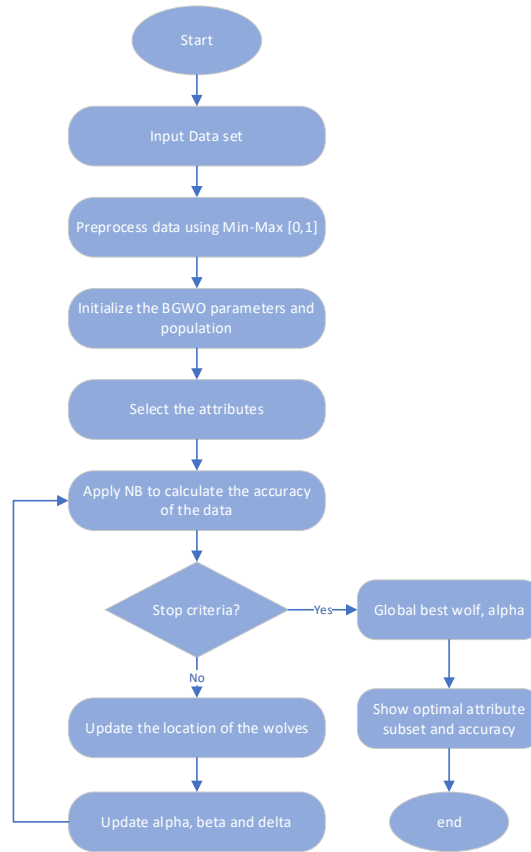 Start
Input Data set
Preprocess data using Min-Max [0,1]
Initialize the BGWO parameters and
population
Select the attributes
Apply NB to calculate the accuracy
of the data
Stop criteria?
Yes
Global best wolf, alpha
No
Show optimal attribute
subset and accuracy
Update the location of the wolves
Update alpha, beta and delta
end